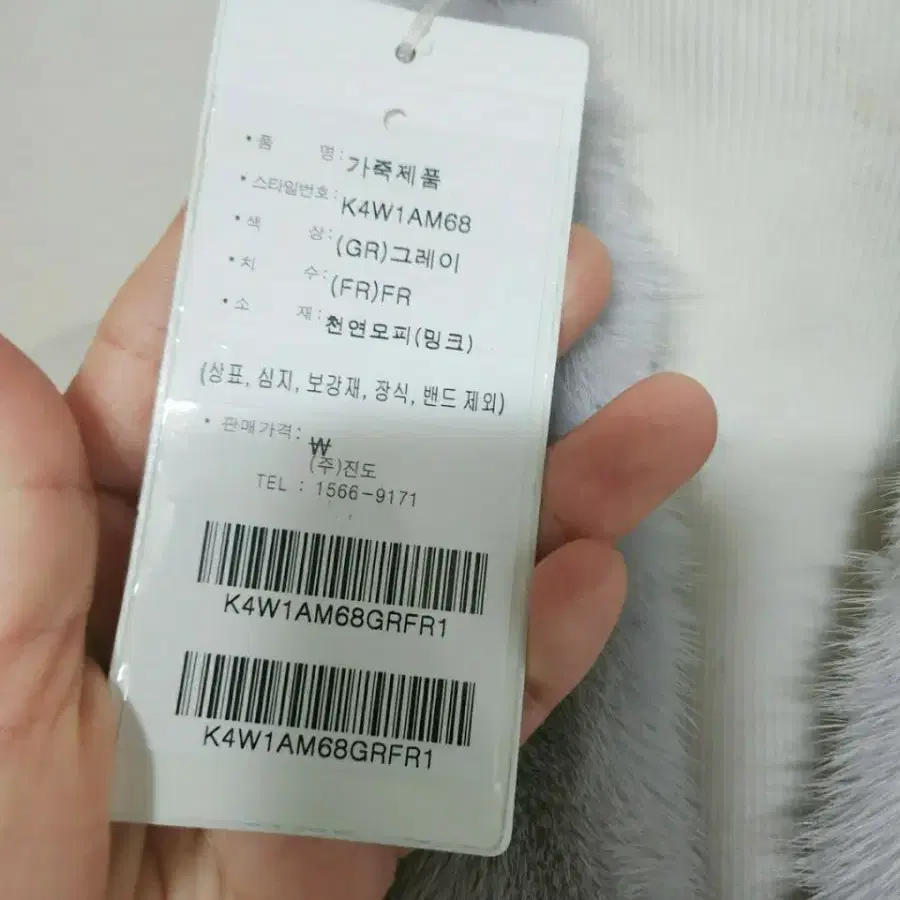 • 품 명 : 가죽제품
• 스타일번호 : K4W1AM68
• 색 상 : (GR)그레이
• 치 수 : (FR)FR
• 소 재 : 천연모피(밍크)
(상표, 심지, 보강재, 장식, 밴드 제외)
• 판매가격 : ₩
(주)진도
TEL : 1566-9171
K4W1AM68GRFR1
K4W1AM68GRFR1